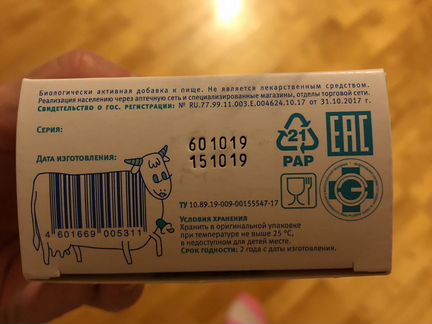 Биологически активная добавка к пище. Не является лекарственным средством.
Реализация населению через аптечную сеть и специализированные магазины, отделы торговой сети.
Свидетельство о гос. регистрации: № RU.77.99.11.003.Е.004624.10.17 от 31.10.2017 г.
Серия: 601019
Дата изготовления: 151019
21
PAP
EAC
ТУ 10.89.19-009-00155547-17
Условия хранения
Хранить в оригинальной упаковке
при температуре не выше 25 °С,
в недоступном для детей месте.
Срок годности: 2 года с даты изготовления.
4 601669 005311